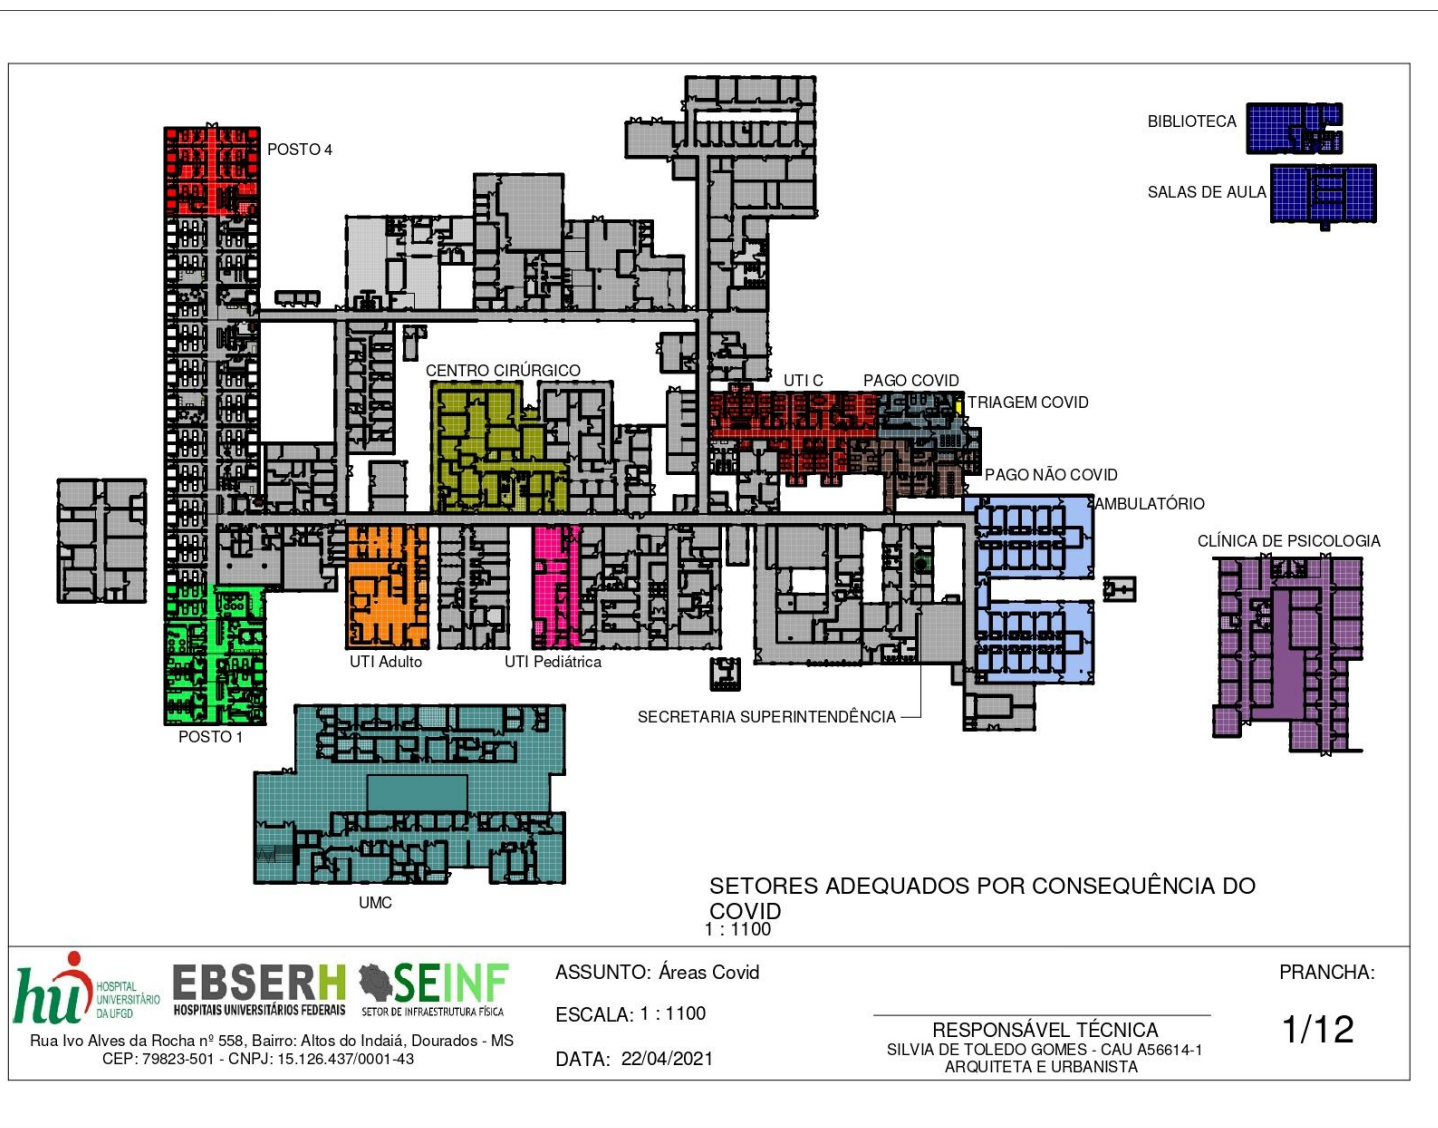 POSTO 4
BIBLIOTECA
SALAS DE AULA
CENTRO CIRÚRGICO
UTI C
PAGO COVID
TRIAGEM COVID
PAGO NÃO COVID
AMBULATÓRIO
CLÍNICA DE PSICOLOGIA
UTI Adulto
UTI Pediátrica
SECRETARIA SUPERINTENDÊNCIA
POSTO 1
UMC
SETORES ADEQUADOS POR CONSEQUÊNCIA DO
COVID
1 : 1100
hu
HOSPITAL
UNIVERSITÁRIO
DA UFGD
EBSERH
HOSPITAIS UNIVERSITÁRIOS FEDERAIS
SEINF
SETOR DE INFRAESTRUTURA FÍSICA
Rua Ivo Alves da Rocha nº 558, Bairro: Altos do Indaiá, Dourados - MS
CEP: 79823-501 - CNPJ: 15.126.437/0001-43
ASSUNTO: Áreas Covid
ESCALA: 1 : 1100
DATA: 22/04/2021
RESPONSÁVEL TÉCNICA
SILVIA DE TOLEDO GOMES - CAU A56614-1
ARQUITETA E URBANISTA
PRANCHA:
1/12